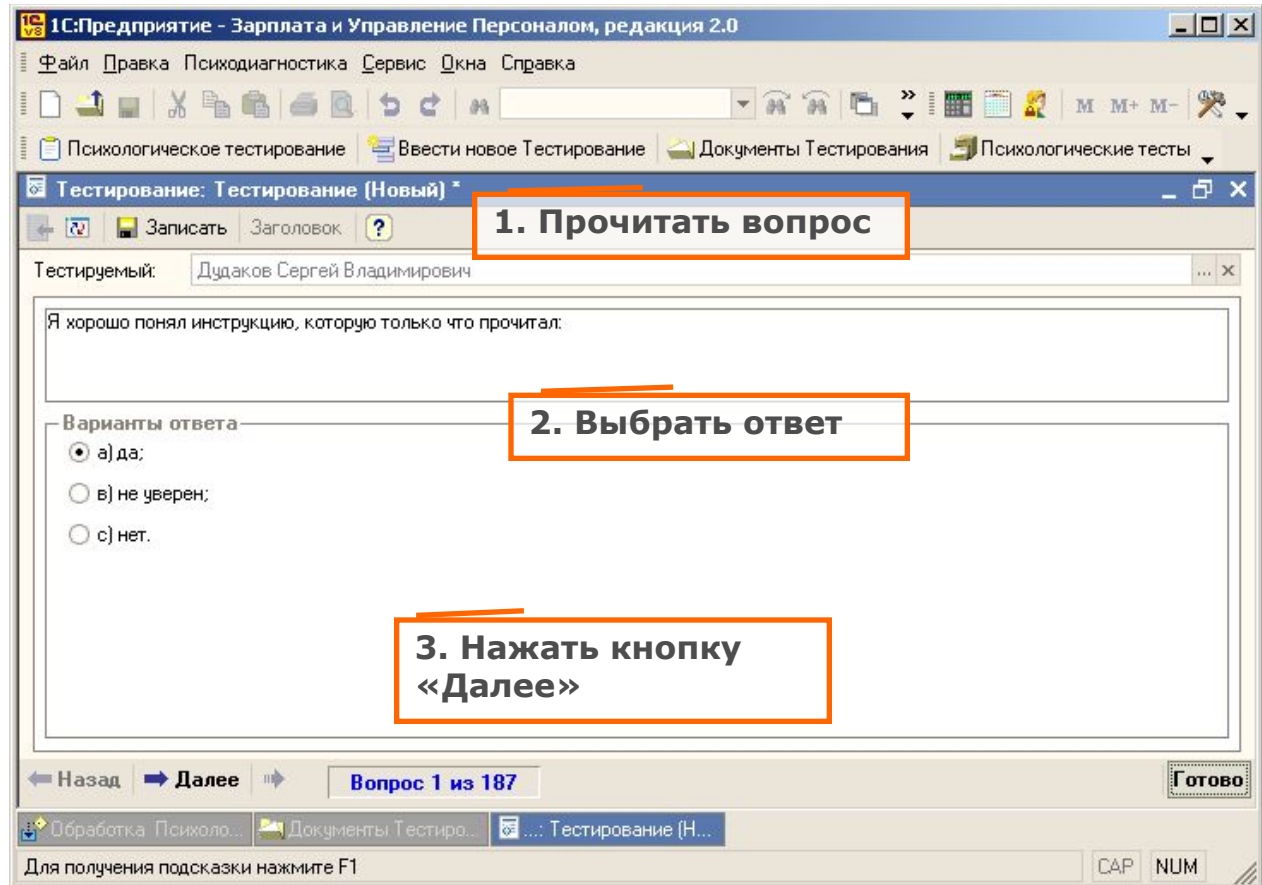 1С:Предприятие - Зарплата и Управление Персоналом, редакция 2.0
Файл Правка Психодиагностика Сервис Окна Справка
M M+ M-
Психологическое тестирование Ввести новое Тестирование Документы Тестирования Психологические тесты
Тестирование: Тестирование (Новый) *
1. Прочитать вопрос
Записать Заголовок ?
Тестируемый: Дудаков Сергей Владимирович ...
Я хорошо понял инструкцию, которую только что прочитал:
2. Выбрать ответ
Варианты ответа
а) да;
в) не уверен;
с) нет.
3. Нажать кнопку
«Далее»
Назад Далее Вопрос 1 из 187 Готово
Обработка Психоло... Документы Тестиро... ...: Тестирование (Н...
Для получения подсказки нажмите F1 CAP NUM